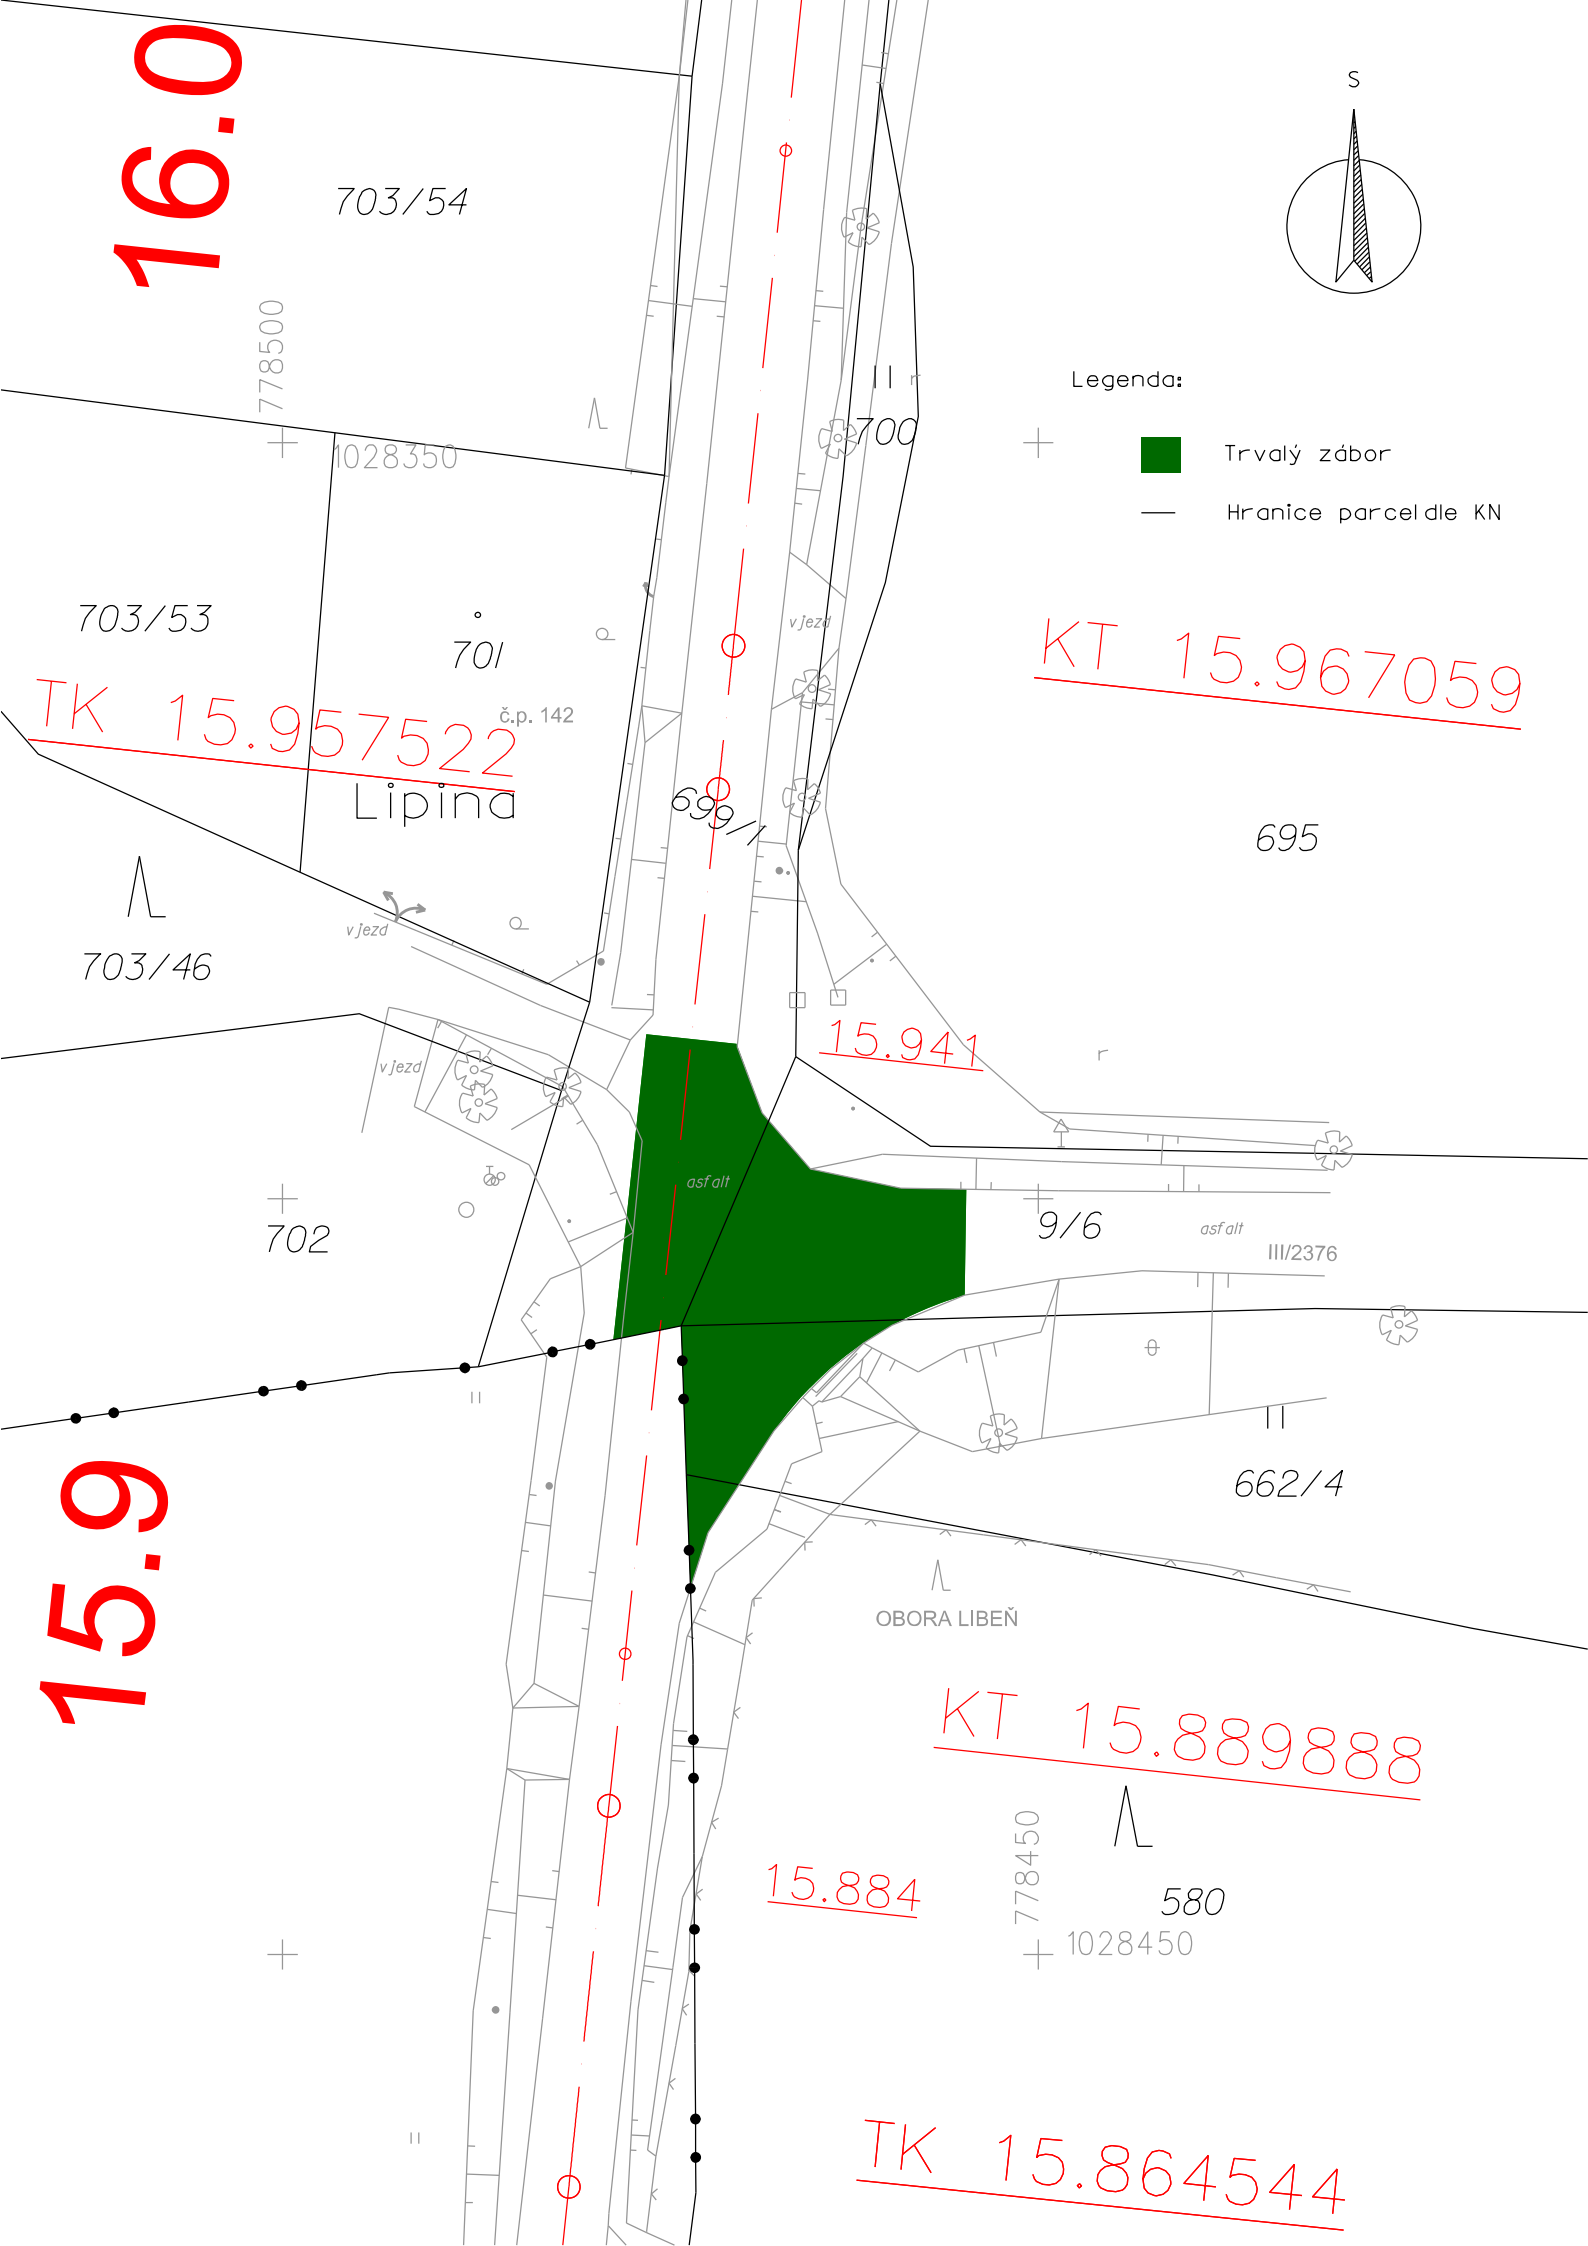 16.0
S
703/54
778500
Legenda:
r
700
1028350
Trvalý zábor
Hranice parcel dle KN
703/53
701
vjezd
KT 15.967059
TK 15.957522
č.p. 142
Lipina
699/1
695
vjezd
703/46
15.941
r
vjezd
asfalt
702
9/6
asfalt
III/2376
15.9
662/4
OBORA LIBEŇ
KT 15.889888
778450
15.884
580
1028450
TK 15.864544